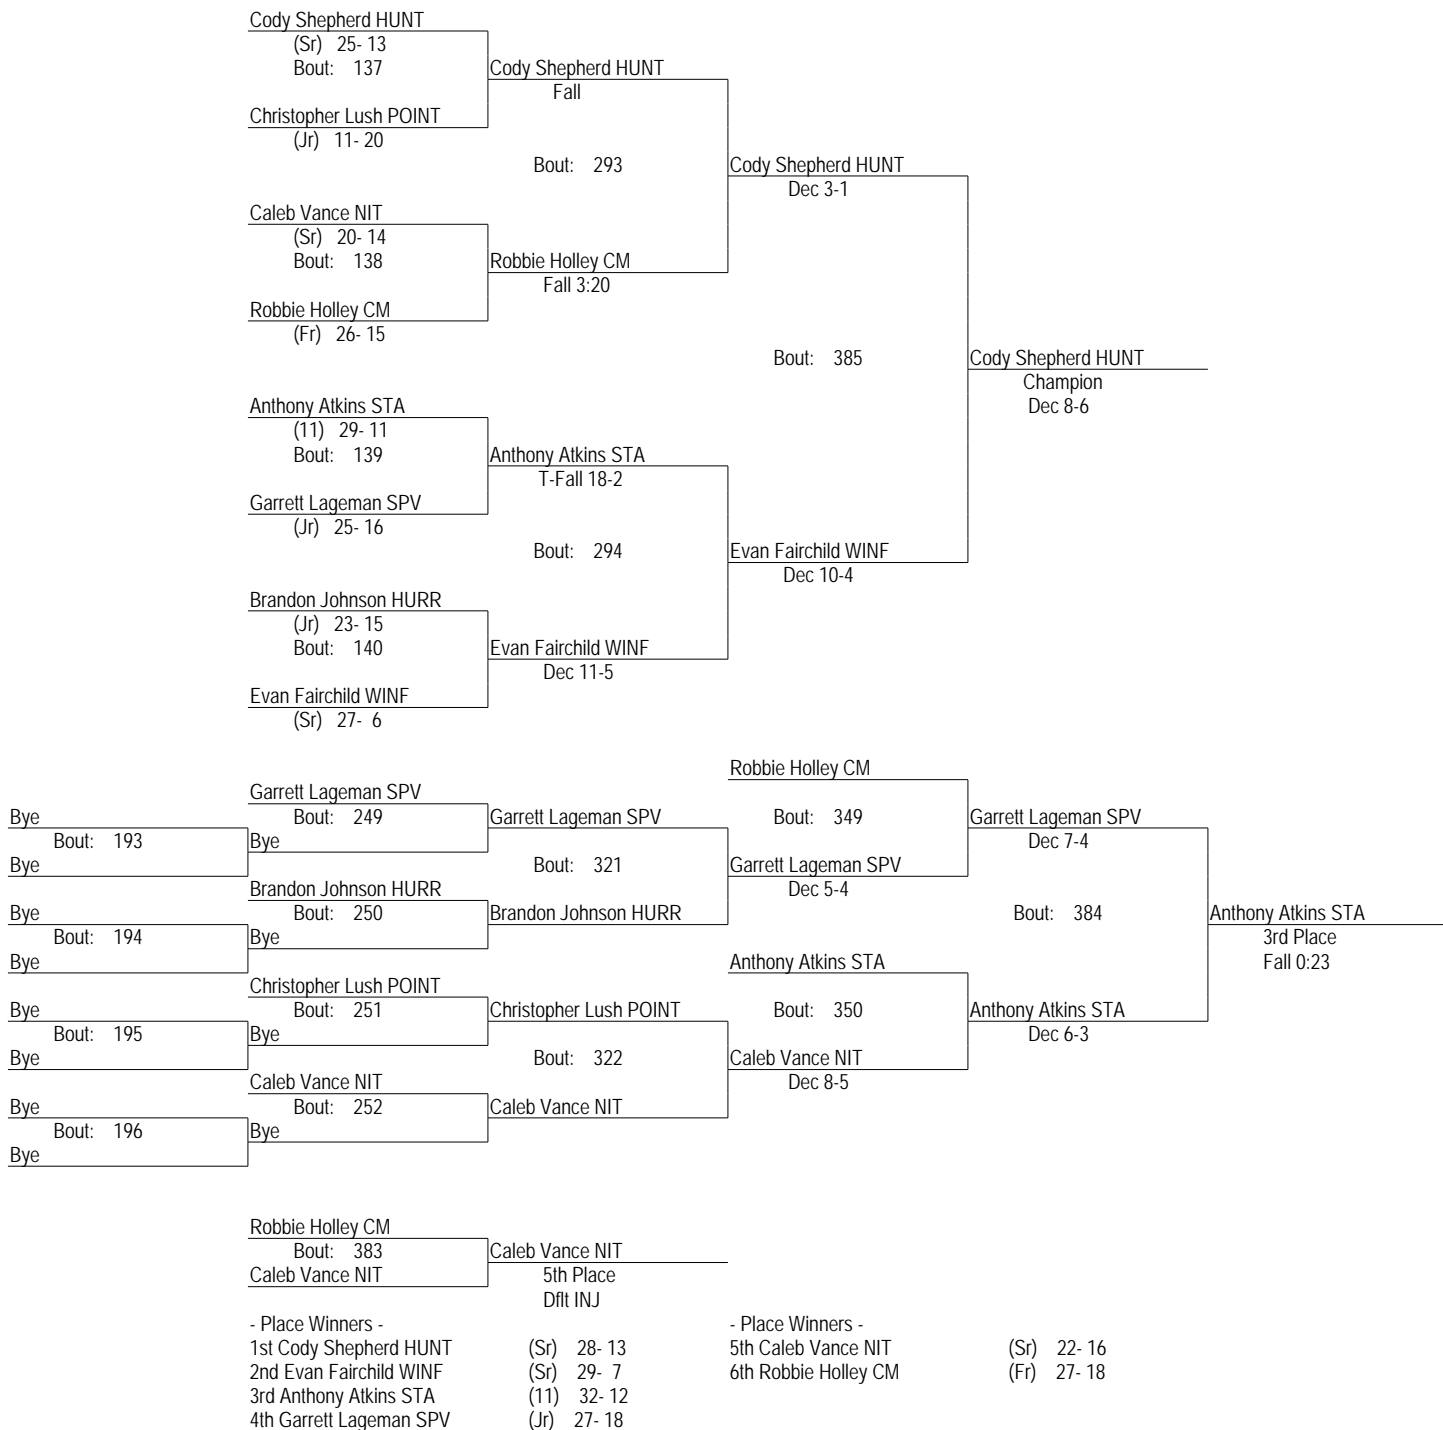 Cody Shepherd HUNT
(Sr) 25- 13
Bout: 137
Cody Shepherd HUNT
Fall
Christopher Lush POINT
(Jr) 11- 20
Bout: 293
Cody Shepherd HUNT
Dec 3-1
Caleb Vance NIT
(Sr) 20- 14
Bout: 138
Robbie Holley CM
Fall 3:20
Robbie Holley CM
(Fr) 26- 15
Bout: 385
Cody Shepherd HUNT
Champion
Dec 8-6
Anthony Atkins STA
(11) 29- 11
Bout: 139
Anthony Atkins STA
T-Fall 18-2
Garrett Lageman SPV
(Jr) 25- 16
Bout: 294
Evan Fairchild WINF
Dec 10-4
Brandon Johnson HURR
(Jr) 23- 15
Bout: 140
Evan Fairchild WINF
Dec 11-5
Evan Fairchild WINF
(Sr) 27- 6
Robbie Holley CM
Garrett Lageman SPV
Bye
Bout: 249
Garrett Lageman SPV
Bout: 349
Garrett Lageman SPV
Bout: 193
Bye
Dec 7-4
Bye
Bout: 321
Garrett Lageman SPV
Brandon Johnson HURR
Dec 5-4
Bye
Bout: 250
Brandon Johnson HURR
Bout: 384
Anthony Atkins STA
Bout: 194
Bye
3rd Place
Bye
Anthony Atkins STA
Fall 0:23
Christopher Lush POINT
Bye
Bout: 251
Christopher Lush POINT
Bout: 350
Anthony Atkins STA
Bout: 195
Bye
Dec 6-3
Bye
Bout: 322
Caleb Vance NIT
Caleb Vance NIT
Dec 8-5
Bye
Bout: 252
Caleb Vance NIT
Bout: 196
Bye
Bye
Robbie Holley CM
Bout: 383
Caleb Vance NIT
Caleb Vance NIT
5th Place
Dflt INJ
- Place Winners -
1st Cody Shepherd HUNT (Sr) 28- 13
2nd Evan Fairchild WINF (Sr) 29- 7
3rd Anthony Atkins STA (11) 32- 12
4th Garrett Lageman SPV (Jr) 27- 18
- Place Winners -
5th Caleb Vance NIT (Sr) 22- 16
6th Robbie Holley CM (Fr) 27- 18